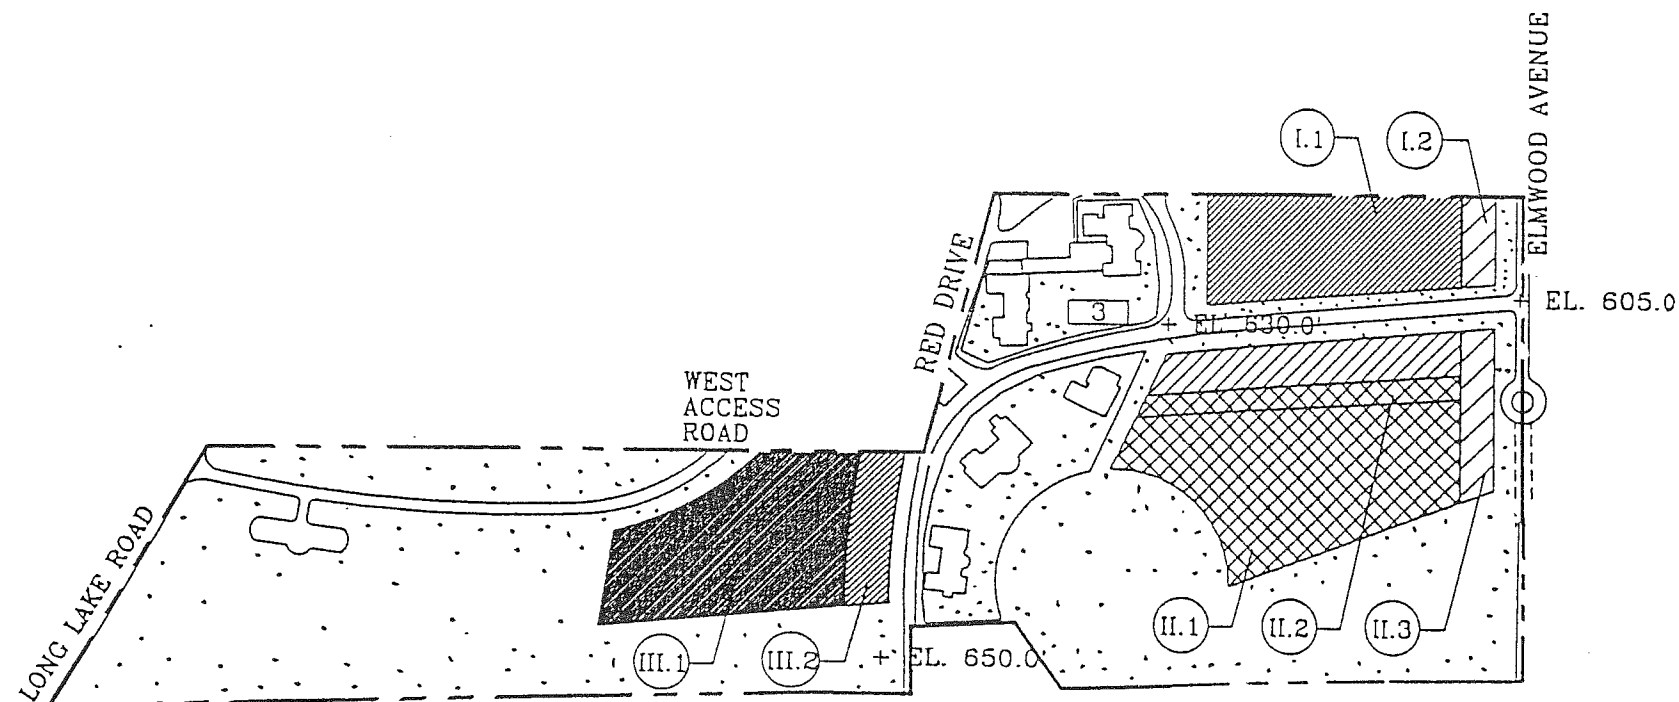 ELMWOOD AVENUE
I.1
I.2
RED DRIVE
3
EL. 630.0'
EL. 605.0
WEST
ACCESS
ROAD
LONG LAKE ROAD
II.1
II.2
II.3
III.1
III.2
EL. 650.0